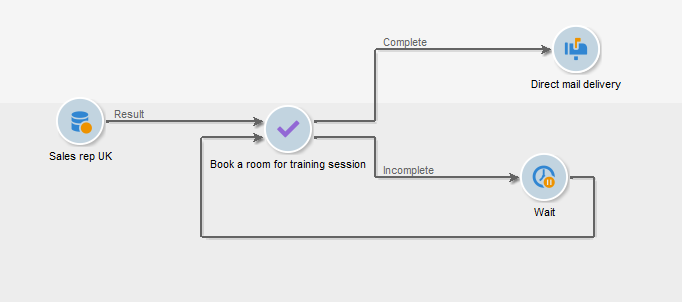 Complete
Direct mail delivery
Result
Sales rep UK
Book a room for training session
Incomplete
Wait